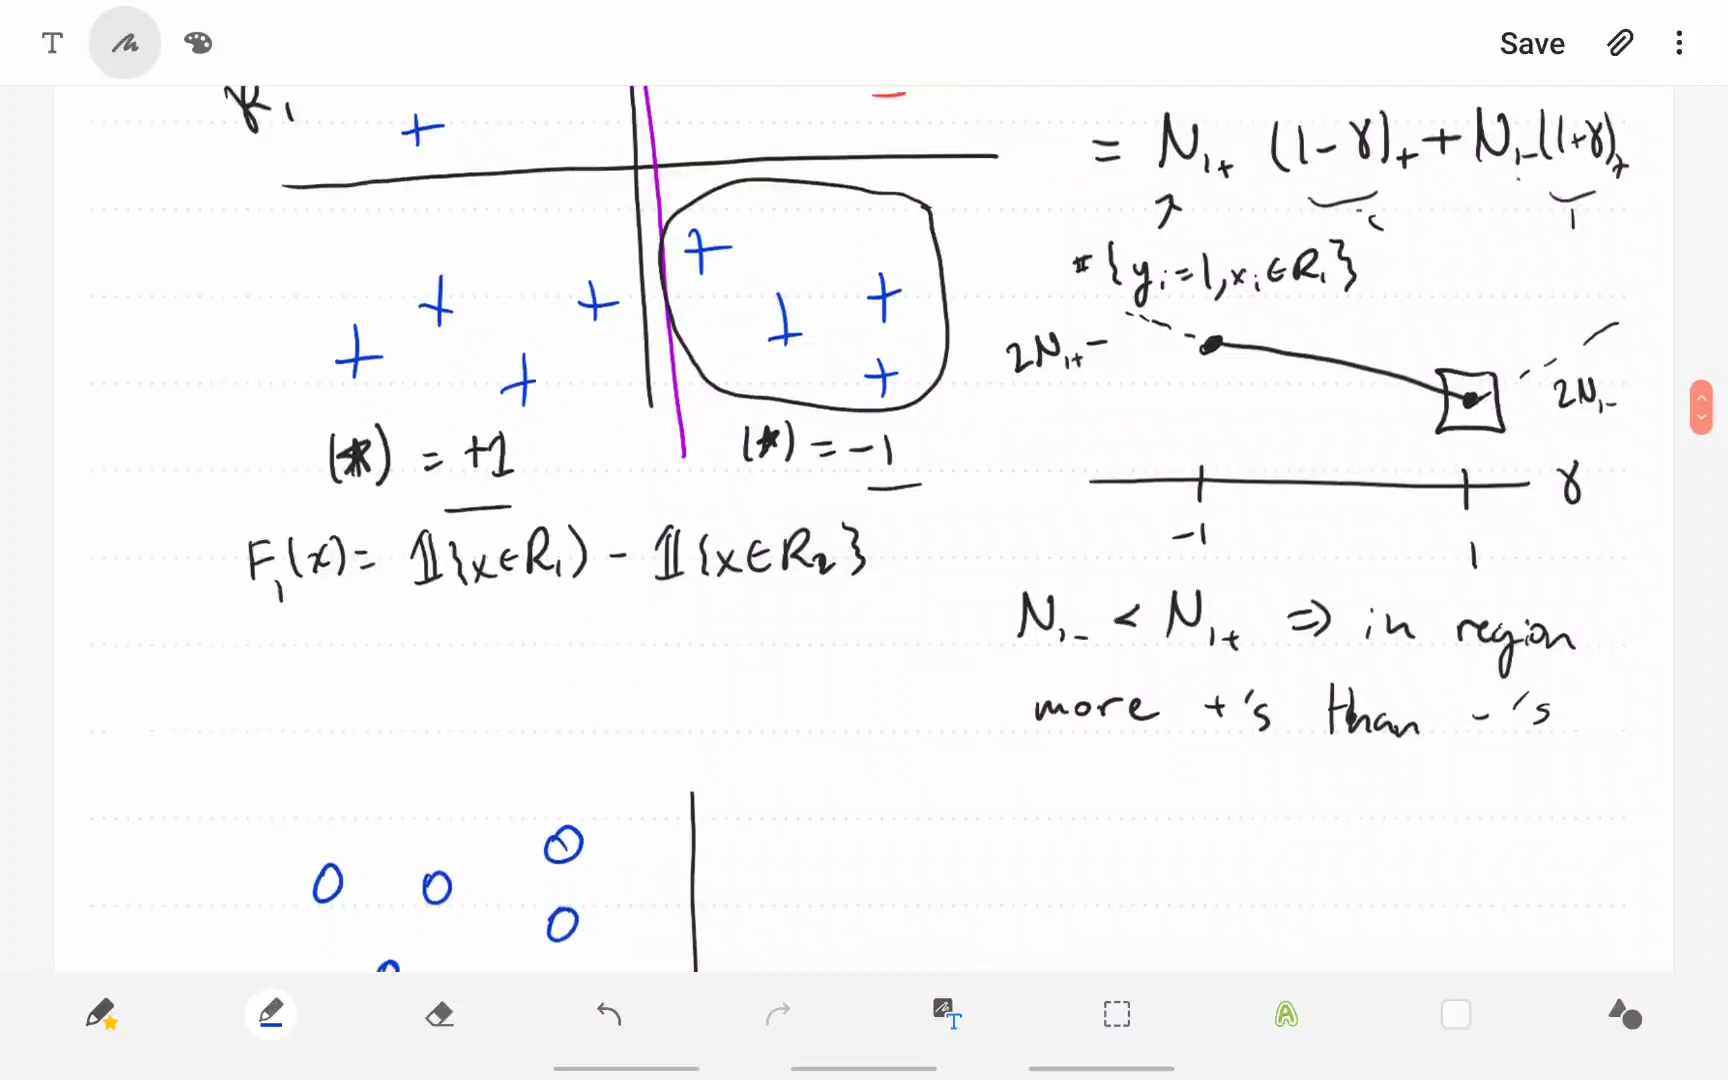 T
Save
= N₁₊ (1-γ)₊ + N₁₋(1+γ)₊
#{yᵢ=1, xᵢ∈R₁}
2N₁₊
2N₁₋
(*) = +1
(*) = -1
γ
-1
1
F₁(x) = 𝟙{x∈R₁) - 𝟙{x∈R₂}
N₁₋ < N₁₊ ⇒ in region
more +'s than -'s